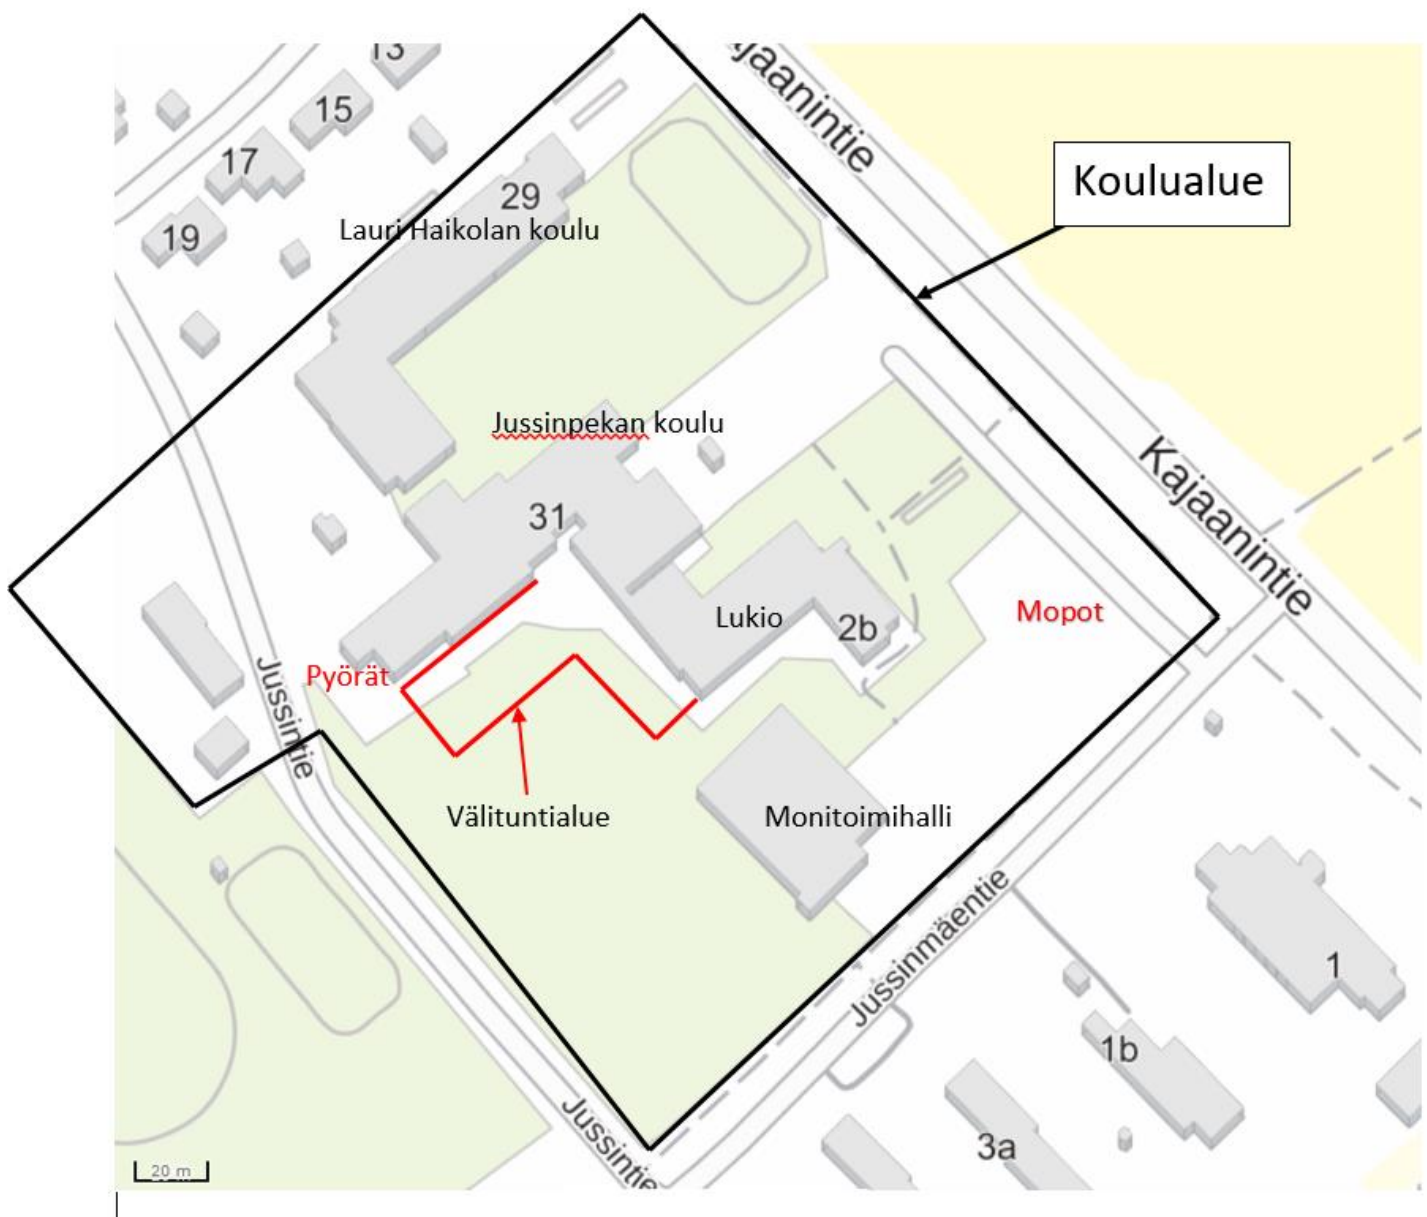 13
Kajaanintie
15
17
Koulualue
29
19
Lauri Haikolan koulu
Jussinpekan koulu
Kajaanintie
31
Mopot
Lukio
2b
Pyörät
Jussintie
Välituntialue
Monitoimihalli
Jussinmäentie
1
1b
Jussintie
3a
20 m